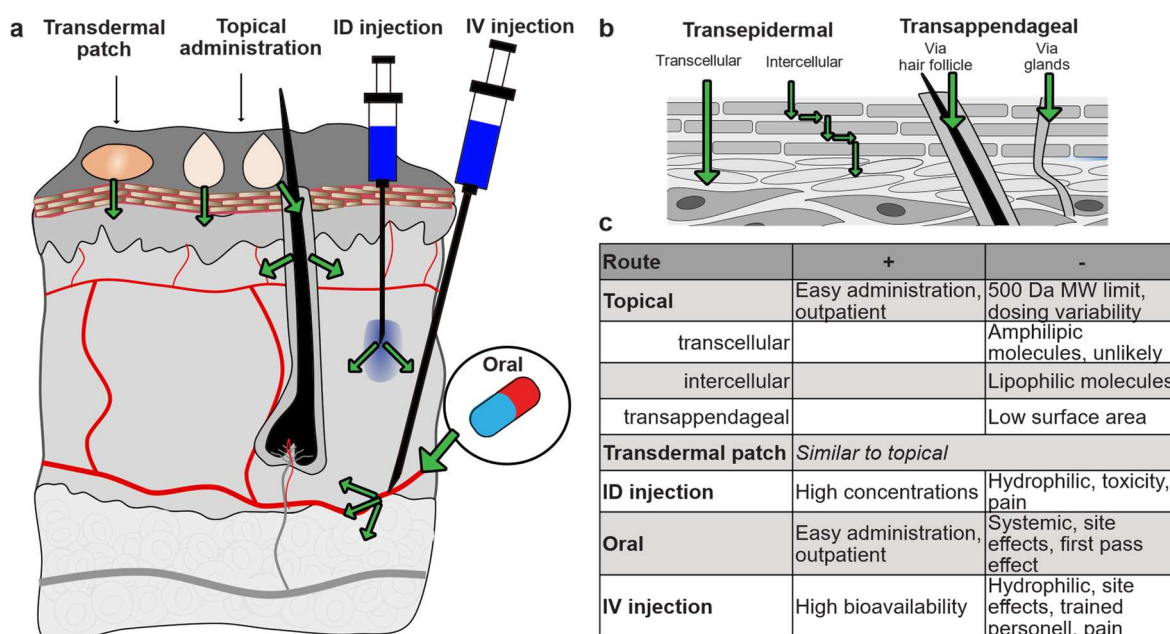 a
Transdermal
patch
Topical
administration
ID injection
IV injection
Oral
b
Transepidermal
Transappendageal
Transcellular
Intercellular
Via
hair follicle
Via
glands
c
Route + -
Topical
Easy administration,
outpatient
500 Da MW limit,
dosing variability
transcellular
Amphilipic
molecules, unlikely
intercellular
Lipophilic molecules
transappendageal
Low surface area
Transdermal patch
Similar to topical
ID injection
High concentrations
Hydrophilic, toxicity,
pain
Oral
Easy administration,
outpatient
Systemic, site
effects, first pass
effect
IV injection
High bioavailability
Hydrophilic, site
effects, trained
personell, pain